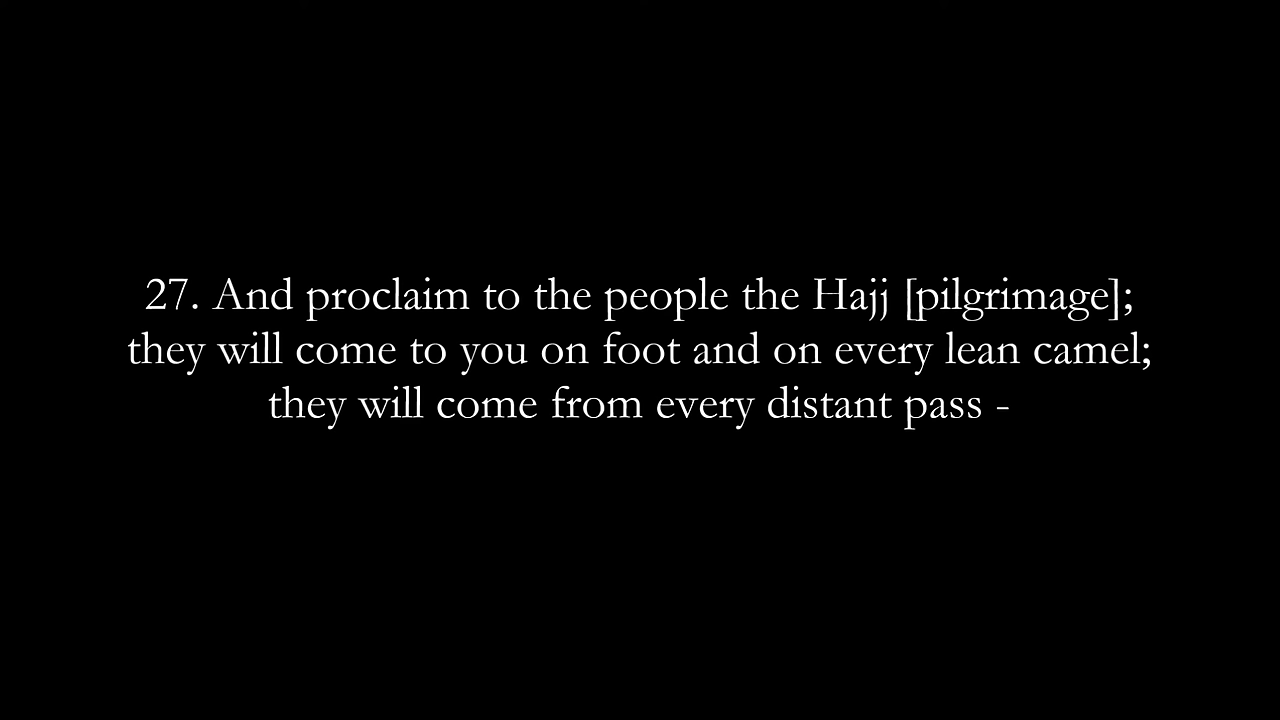 27. And proclaim to the people the Hajj [pilgrimage];
they will come to you on foot and on every lean camel;
they will come from every distant pass -